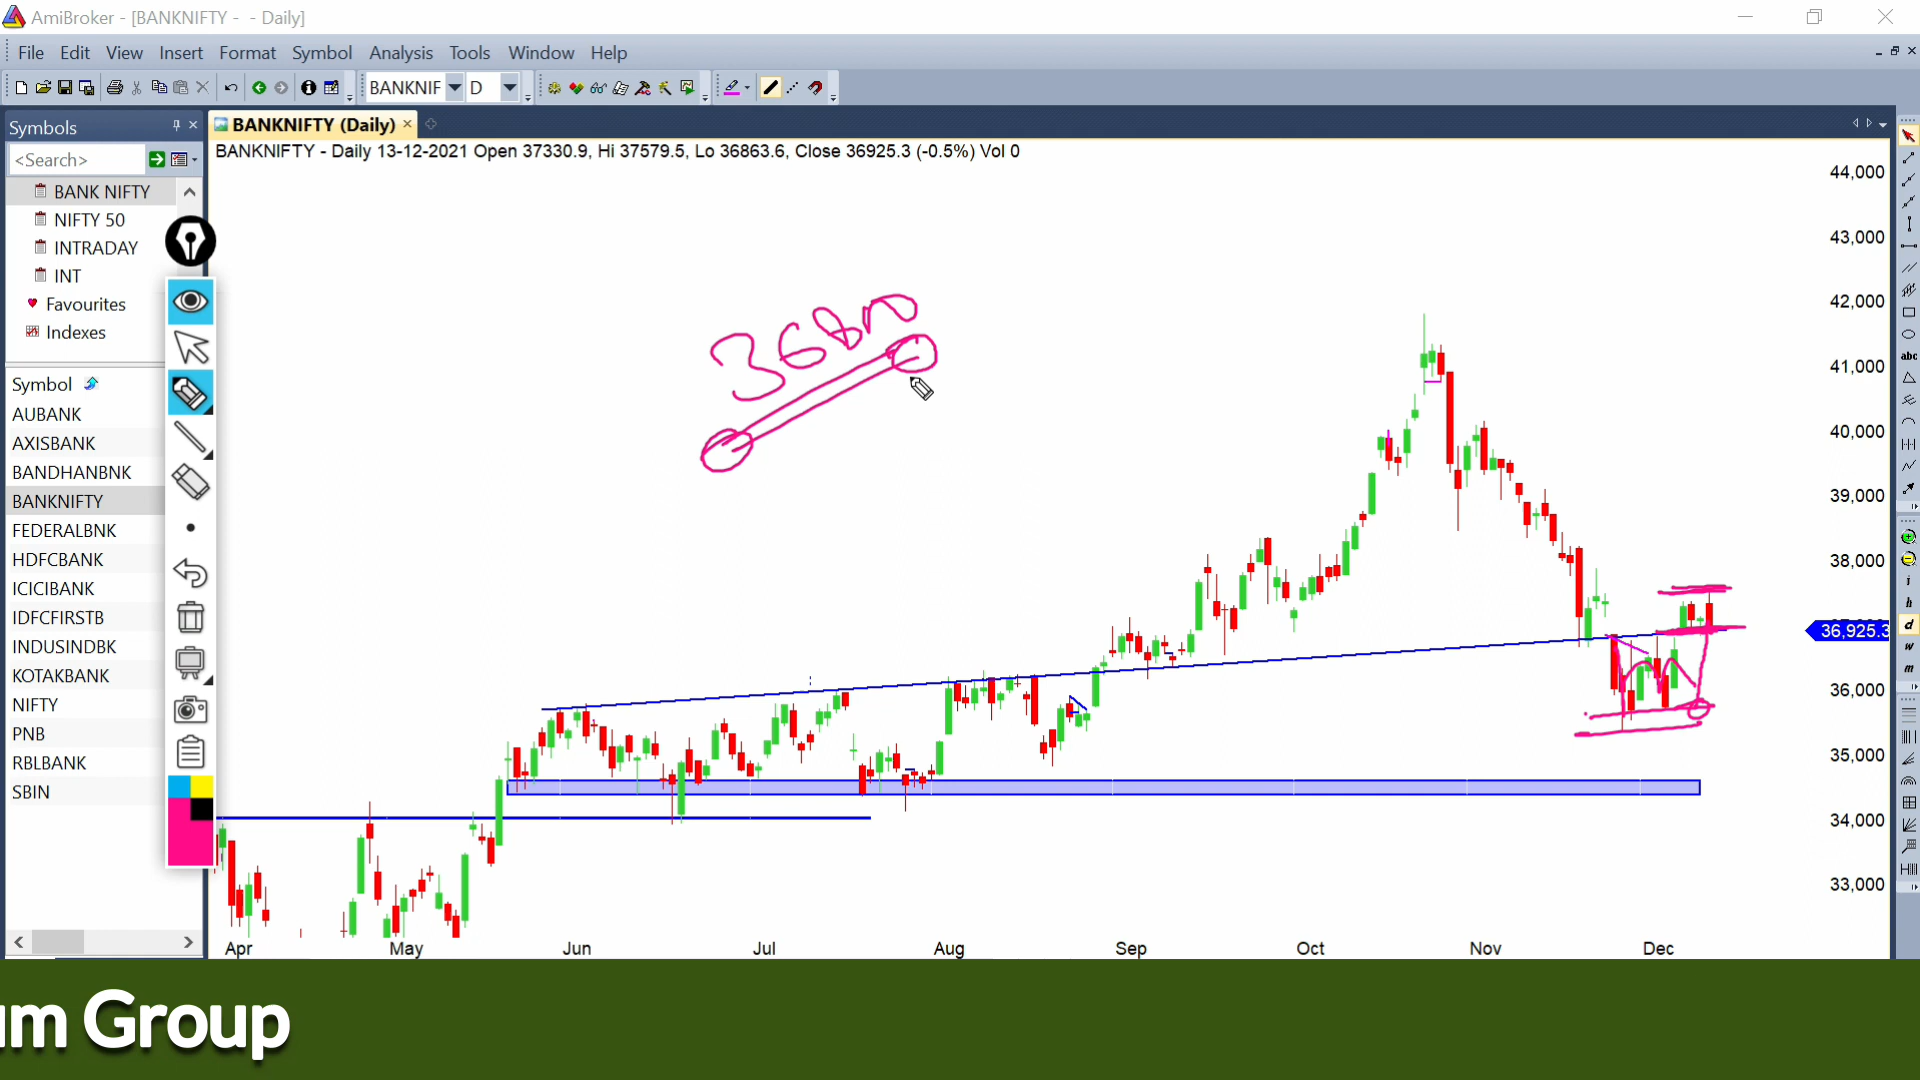 AmiBroker - [BANKNIFTY - - Daily]
File Edit View Insert Format Symbol Analysis Tools Window Help
BANKNIF D
Symbols
BANKNIFTY (Daily)
<Search>
BANKNIFTY - Daily 13-12-2021 Open 37330.9, Hi 37579.5, Lo 36863.6, Close 36925.3 (-0.5%) Vol 0
BANK NIFTY
NIFTY 50
INTRADAY
INT
Favourites
Indexes
Symbol
AUBANK
AXISBANK
BANDHANBNK
BANKNIFTY
FEDERALBNK
HDFCBANK
ICICIBANK
IDFCFIRSTB
INDUSINDBK
KOTAKBANK
NIFTY
PNB
RBLBANK
SBIN
36800
44,000
43,000
42,000
41,000
40,000
39,000
38,000
36,925.3
36,000
35,000
34,000
33,000
Apr May Jun Jul Aug Sep Oct Nov Dec
abc
i
h
d
w
m
um Group